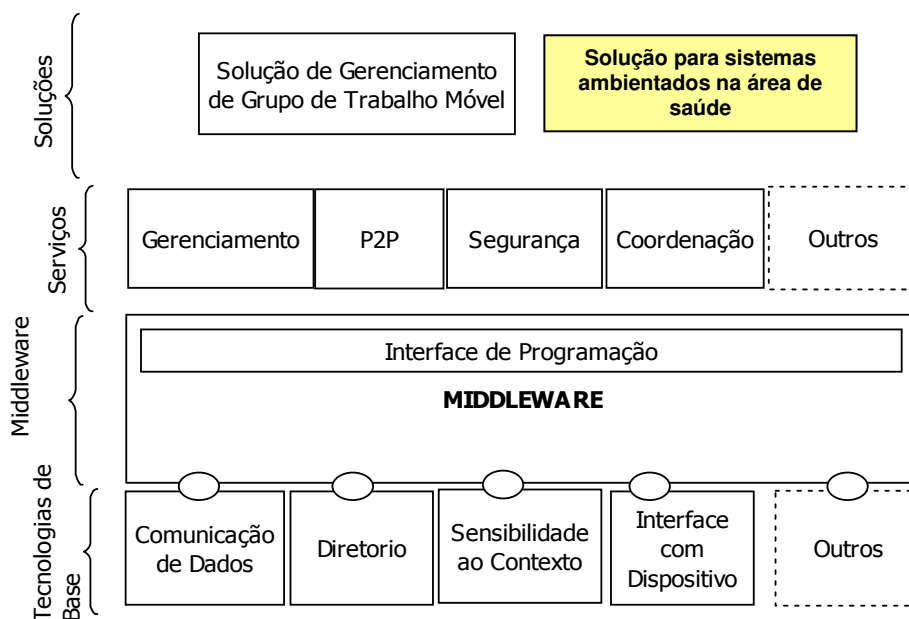 Soluções
Solução de Gerenciamento
de Grupo de Trabalho Móvel
Solução para sistemas
ambientados na área de
saúde
Serviços
Gerenciamento
P2P
Segurança
Coordenação
Outros
Middleware
Interface de Programação
MIDDLEWARE
Tecnologias de
Base
Comunicação
de Dados
Diretorio
Sensibilidade
ao Contexto
Interface
com
Dispositivo
Outros